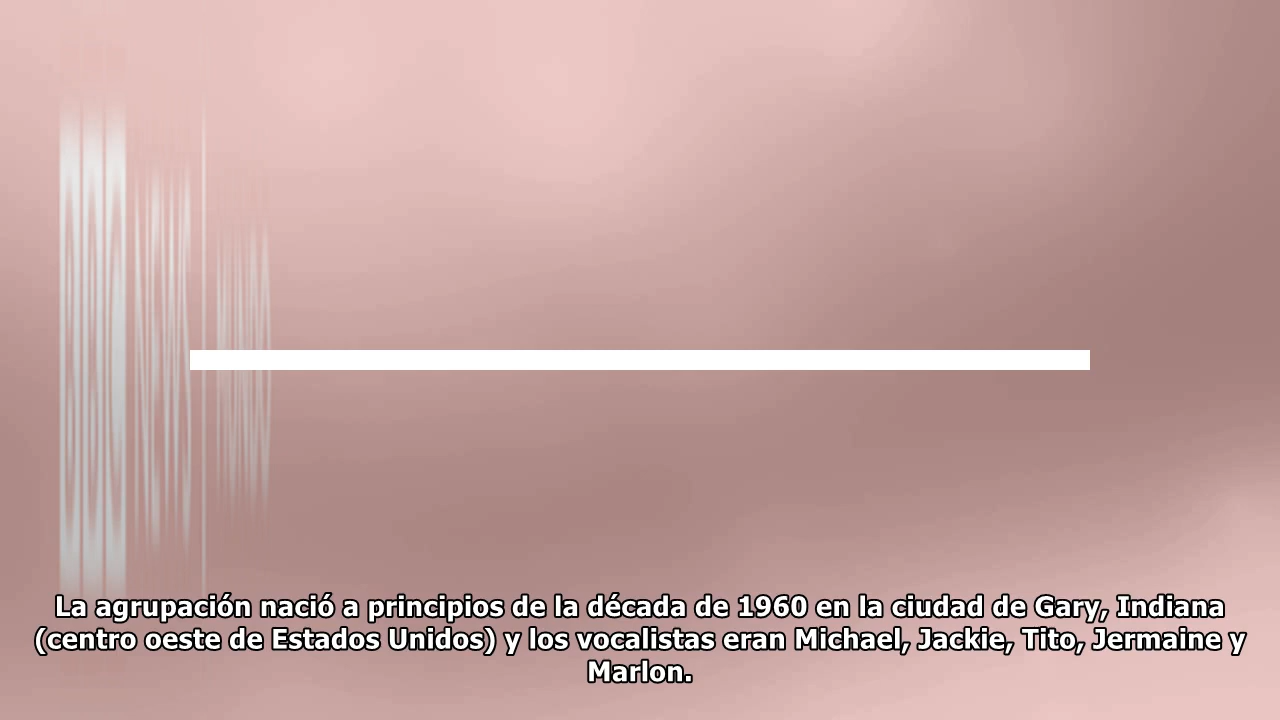 La agrupación nació a principios de la década de 1960 en la ciudad de Gary, Indiana
(centro oeste de Estados Unidos) y los vocalistas eran Michael, Jackie, Tito, Jermaine y
Marlon.